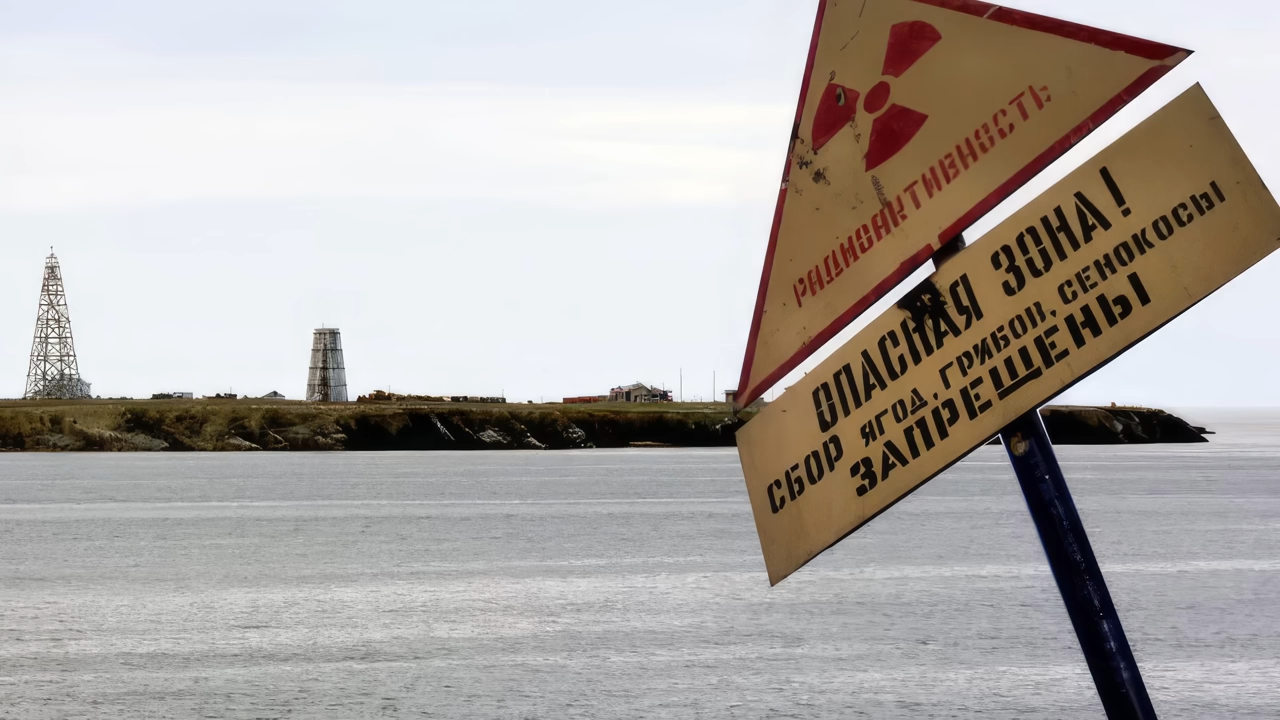 РАДИОАКТИВНОСТЬ
ОПАСНАЯ ЗОНА!
СБОР ЯГОД, ГРИБОВ, СЕНОКОСЫ
ЗАПРЕЩЕНЫ